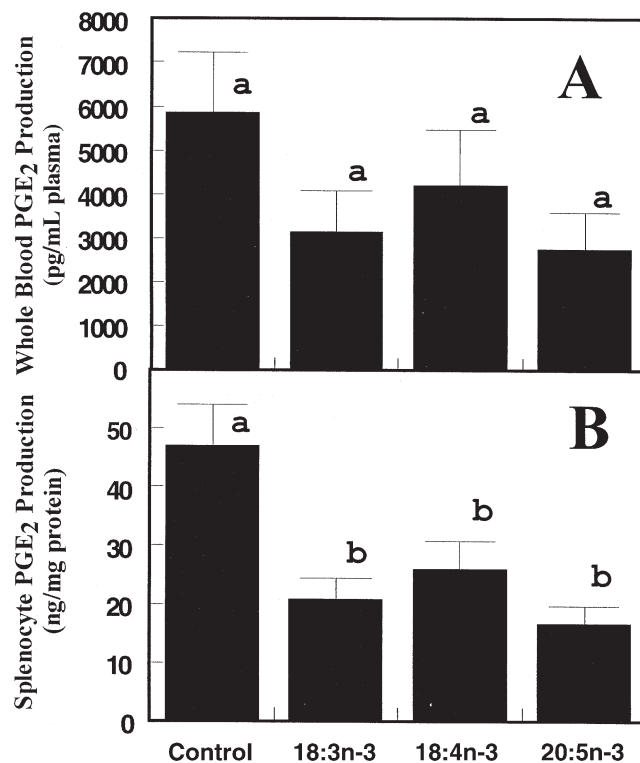 Whole Blood PGE2 Production
(pg/mL plasma)
8000
7000
6000
5000
4000
3000
2000
1000
0
A
a
a
a
a
Splenocyte PGE2 Production
(ng/mg protein)
50
40
30
20
10
0
B
a
b
b
b
Control 18:3n-3 18:4n-3 20:5n-3